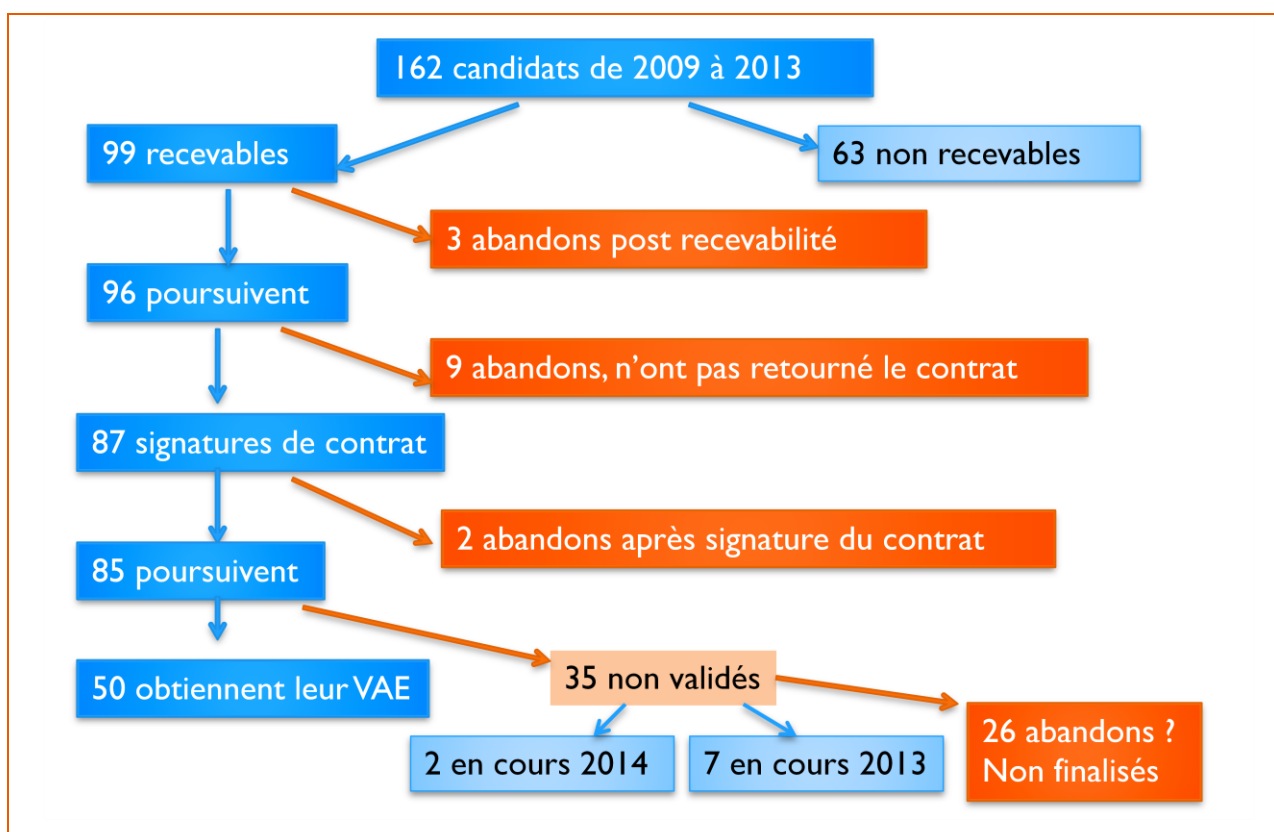 162 candidats de 2009 à 2013
99 recevables
63 non recevables
3 abandons post recevabilité
96 poursuivent
9 abandons, n'ont pas retourné le contrat
87 signatures de contrat
2 abandons après signature du contrat
85 poursuivent
50 obtiennent leur VAE
35 non validés
2 en cours 2014
7 en cours 2013
26 abandons ?
Non finalisés